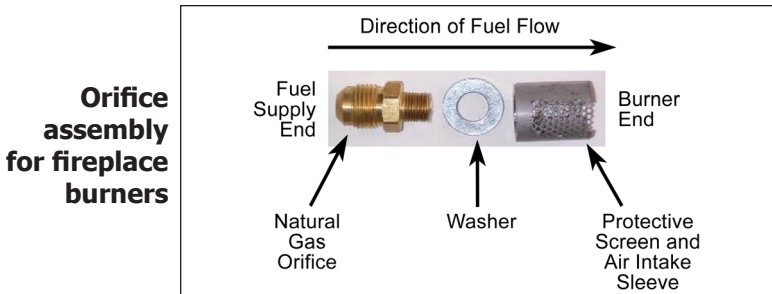 Orifice
assembly
for fireplace
burners
Direction of Fuel Flow
Fuel
Supply
End
Burner
End
Natural
Gas
Orifice
Washer
Protective
Screen and
Air Intake
Sleeve